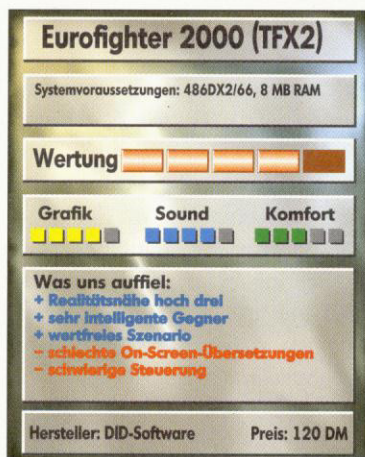 Eurofighter 2000 (TFX2)
Systemvoraussetzungen: 486DX2/66, 8 MB RAM
Wertung
Grafik Sound Komfort
Was uns auffiel:
+ Realitätsnähe hoch drei
+ sehr intelligente Gegner
+ wertfreies Szenario
– schlechte On-Screen-Übersetzungen
– schwierige Steuerung
Hersteller: DID-Software Preis: 120 DM